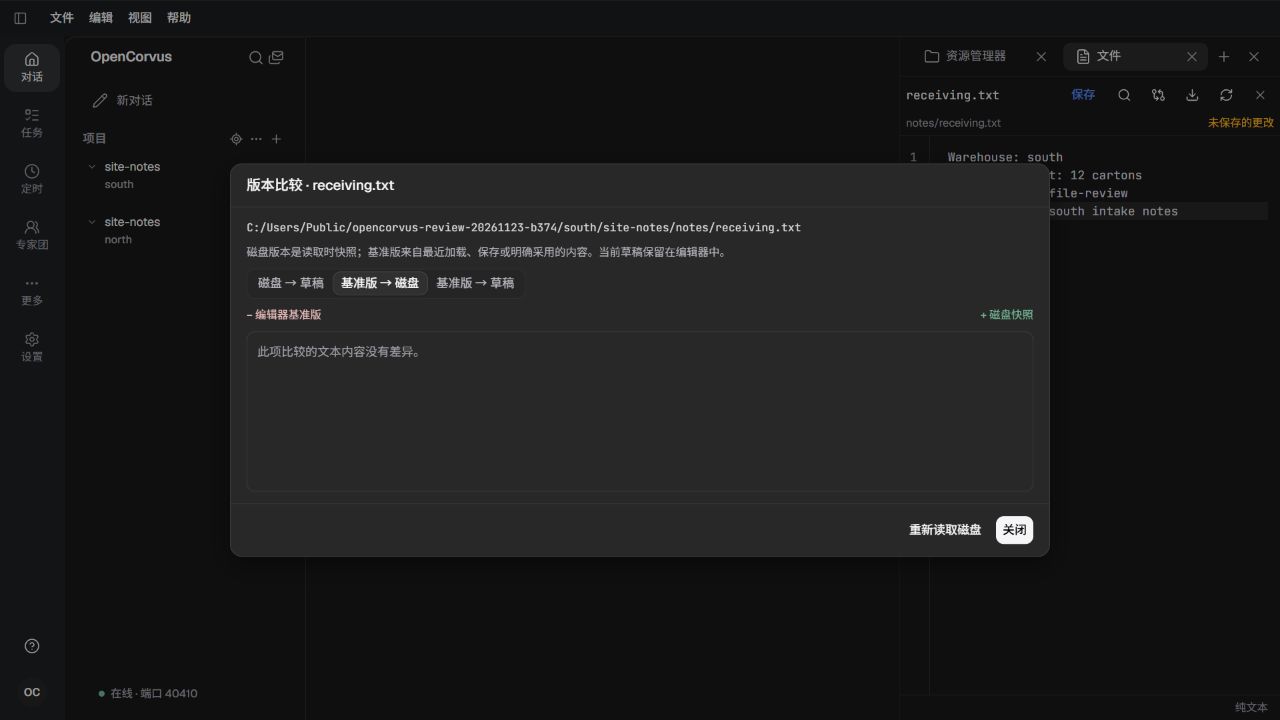 文件 编辑 视图 帮助
对话
任务
定时
专家团
更多
设置
OC
OpenCorvus
新对话
项目
site-notes
south
site-notes
north
在线 · 端口 40410
资源管理器
文件
receiving.txt
保存
notes/receiving.txt
未保存的更改
1 Warehouse: south
t: 12 cartons
file-review
south intake notes
纯文本
版本比较 · receiving.txt
C:/Users/Public/opencorvus-review-20261123-b374/south/site-notes/notes/receiving.txt
磁盘版本是读取时快照；基准版来自最近加载、保存或明确采用的内容。当前草稿保留在编辑器中。
磁盘 → 草稿 基准版 → 磁盘 基准版 → 草稿
− 编辑器基准版
+ 磁盘快照
此项比较的文本内容没有差异。
重新读取磁盘
关闭